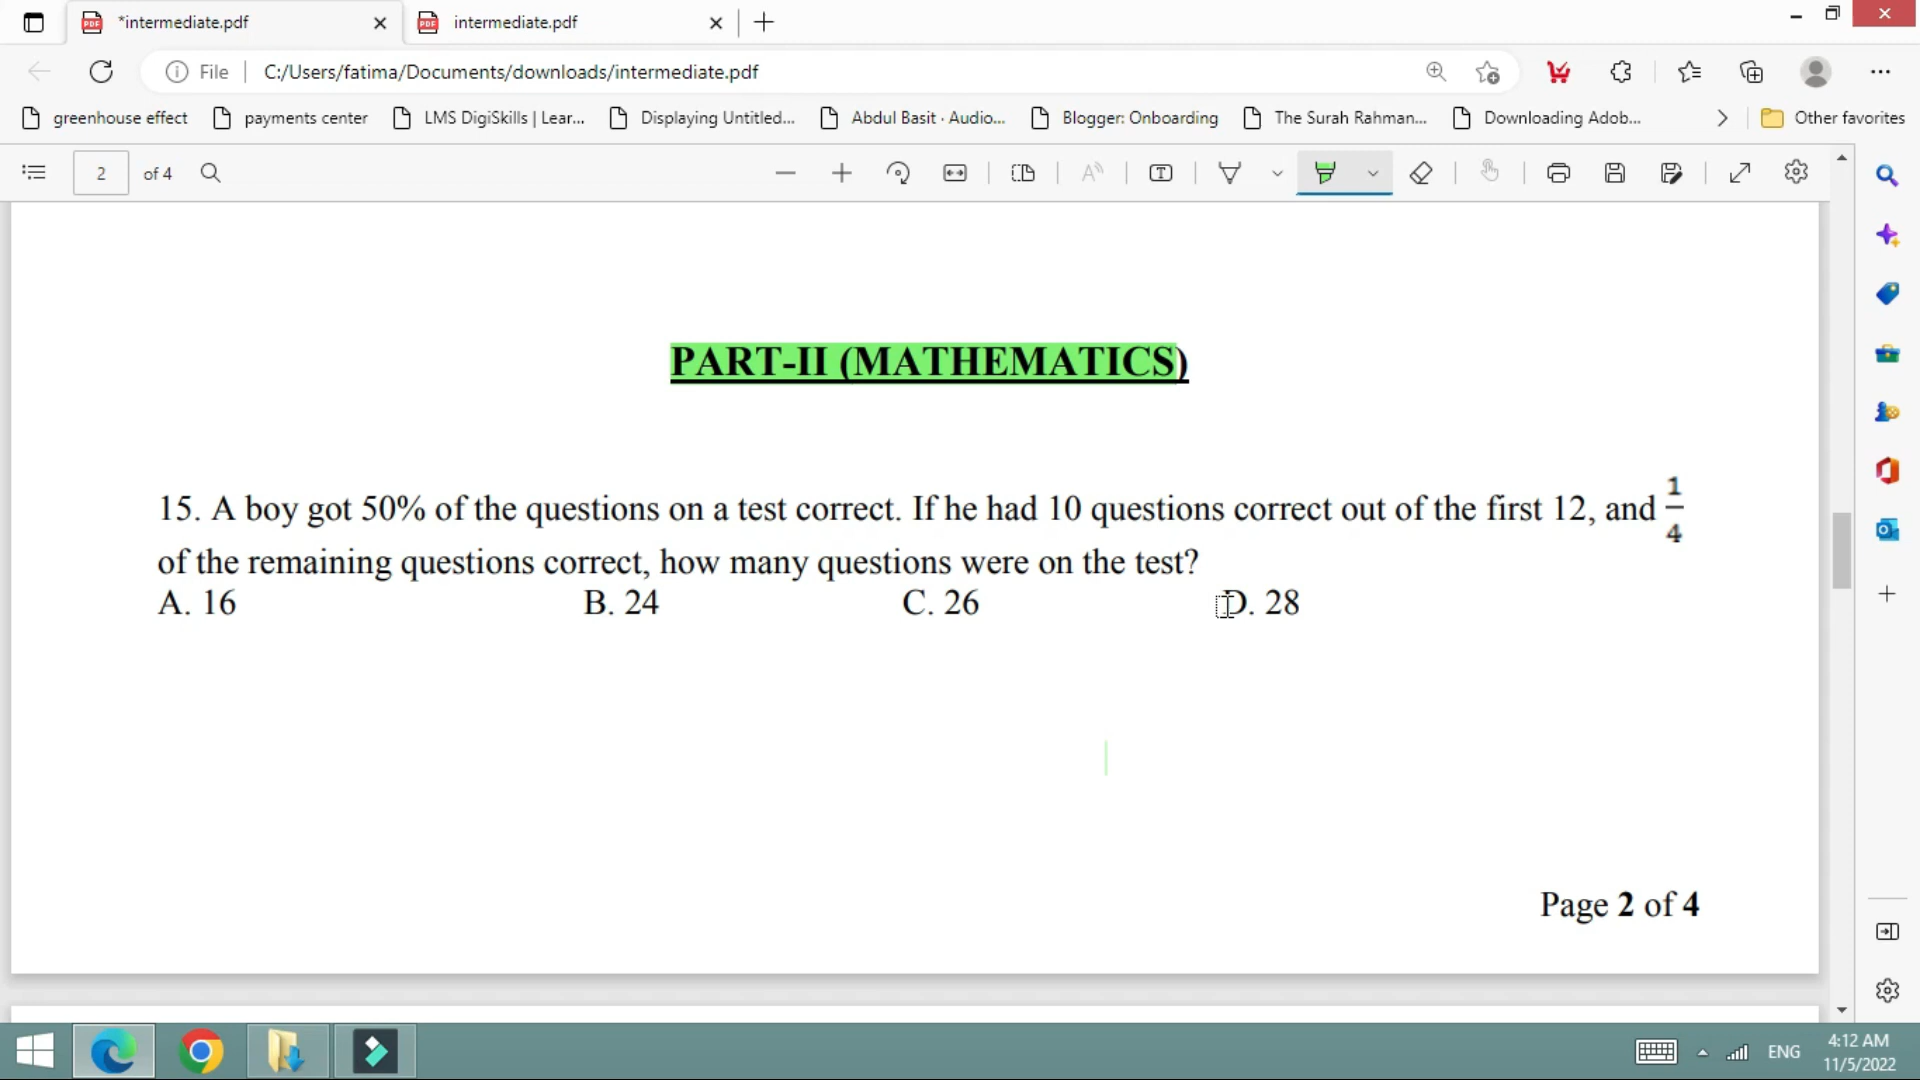 *intermediate.pdf
intermediate.pdf
File
C:/Users/fatima/Documents/downloads/intermediate.pdf
greenhouse effect
payments center
LMS DigiSkills | Lear...
Displaying Untitled...
Abdul Basit · Audio...
Blogger: Onboarding
The Surah Rahman...
Downloading Adob...
Other favorites
2 of 4
PART-II (MATHEMATICS)
15. A boy got 50% of the questions on a test correct. If he had 10 questions correct out of the first 12, and 1/4
of the remaining questions correct, how many questions were on the test?
A. 16 B. 24 C. 26 D. 28
Page 2 of 4
ENG
4:12 AM
11/5/2022